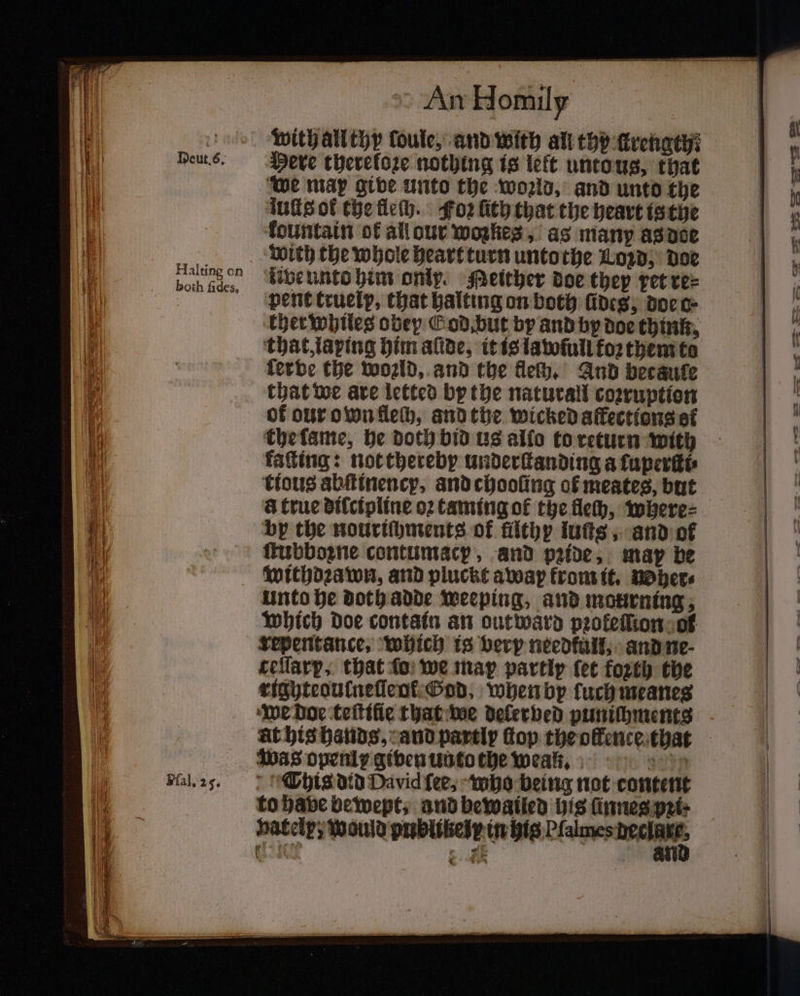 An Homily
with all thy ſoule, and with all thy ſtrength:
Deut. 6.
Here therefore nothing is left unto us, that
we may give unto the world, and unto the
luſts of the fleſh. For ſith that the heart is the
fountain of all our workes, as many as doe
with the whole heart turn unto the Lord, doe
Halting on
both ſides,
live unto him only. Neither doe they yet re-
pent truely, that halting on both ſides, doe o-
ther whiles obey God, but by and by doe think,
that, laying him aſide, it is lawfull for them to
ſerve the world, and the fleſh. And becauſe
that we are letted by the naturall corruption
of our own fleſh, and the wicked affections of
the ſame, he doth bid us alſo to return with
faſting: not thereby underſtanding a ſuperſti-
tious abſtinency, and chooſing of meates, but
a true diſcipline or taming of the fleſh, where-
by the nouriſhments of filthy luſts, and of
ſtubborne contumacy, and pride, may be
withdrawn, and pluckt away from it. Wher-
unto he doth adde weeping, and mourning,
which doe contain an outward profeſſion of
repentance, which is very needfull, and ne-
ceſſary, that ſo we may partly ſet forth the
righteouſneſſe of God, when by ſuch meanes
we doe teſtifie that we deſerved puniſhments
at his hands, and partly ſtop the offence that
was openly given unto the weak.
Pſal. 25.
This did David ſee, who being not content
to have bewept, and bewailed his ſinnes pri-
vately, would publikely in his Pſalmes declare,
and